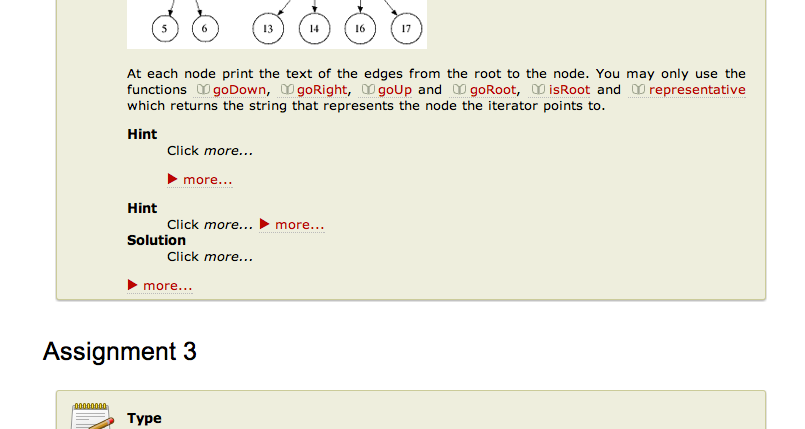 5 6 13 14 16 17
At each node print the text of the edges from the root to the node. You may only use the
functions goDown, goRight, goUp and goRoot, isRoot and representative
which returns the string that represents the node the iterator points to.
Hint
Click more...
more...
Hint
Click more... more...
Solution
Click more...
more...
Assignment 3
Type